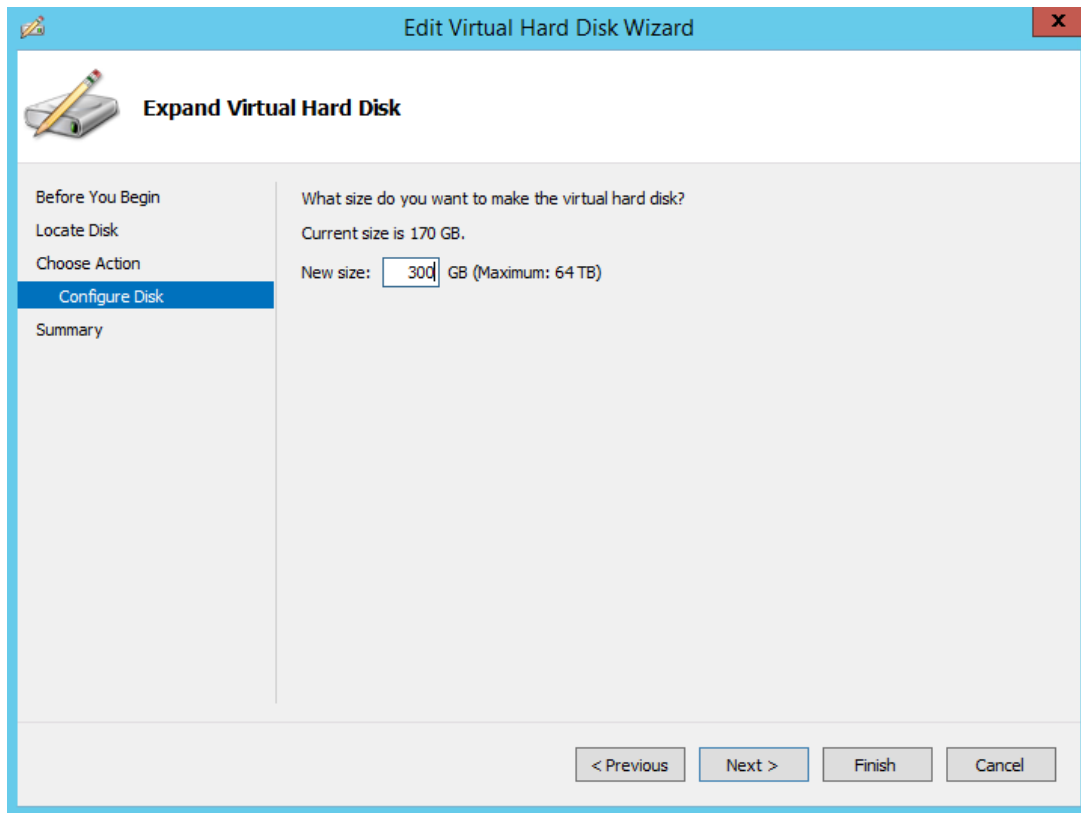 Edit Virtual Hard Disk Wizard
x
Expand Virtual Hard Disk
Before You Begin
Locate Disk
Choose Action
Configure Disk
Summary
What size do you want to make the virtual hard disk?
Current size is 170 GB.
New size: 300 GB (Maximum: 64 TB)
< Previous
Next >
Finish
Cancel